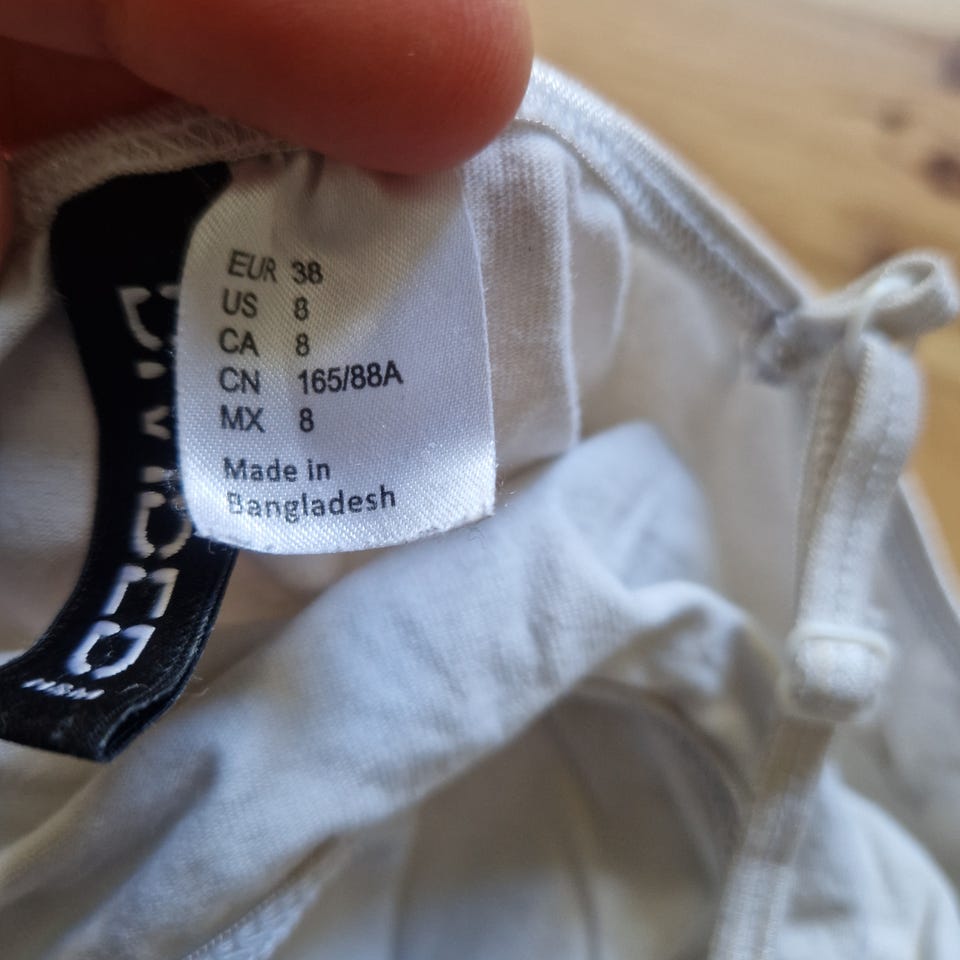 EUR 38
US 8
CA 8
CN 165/88A
MX 8
Made in
Bangladesh
H&M